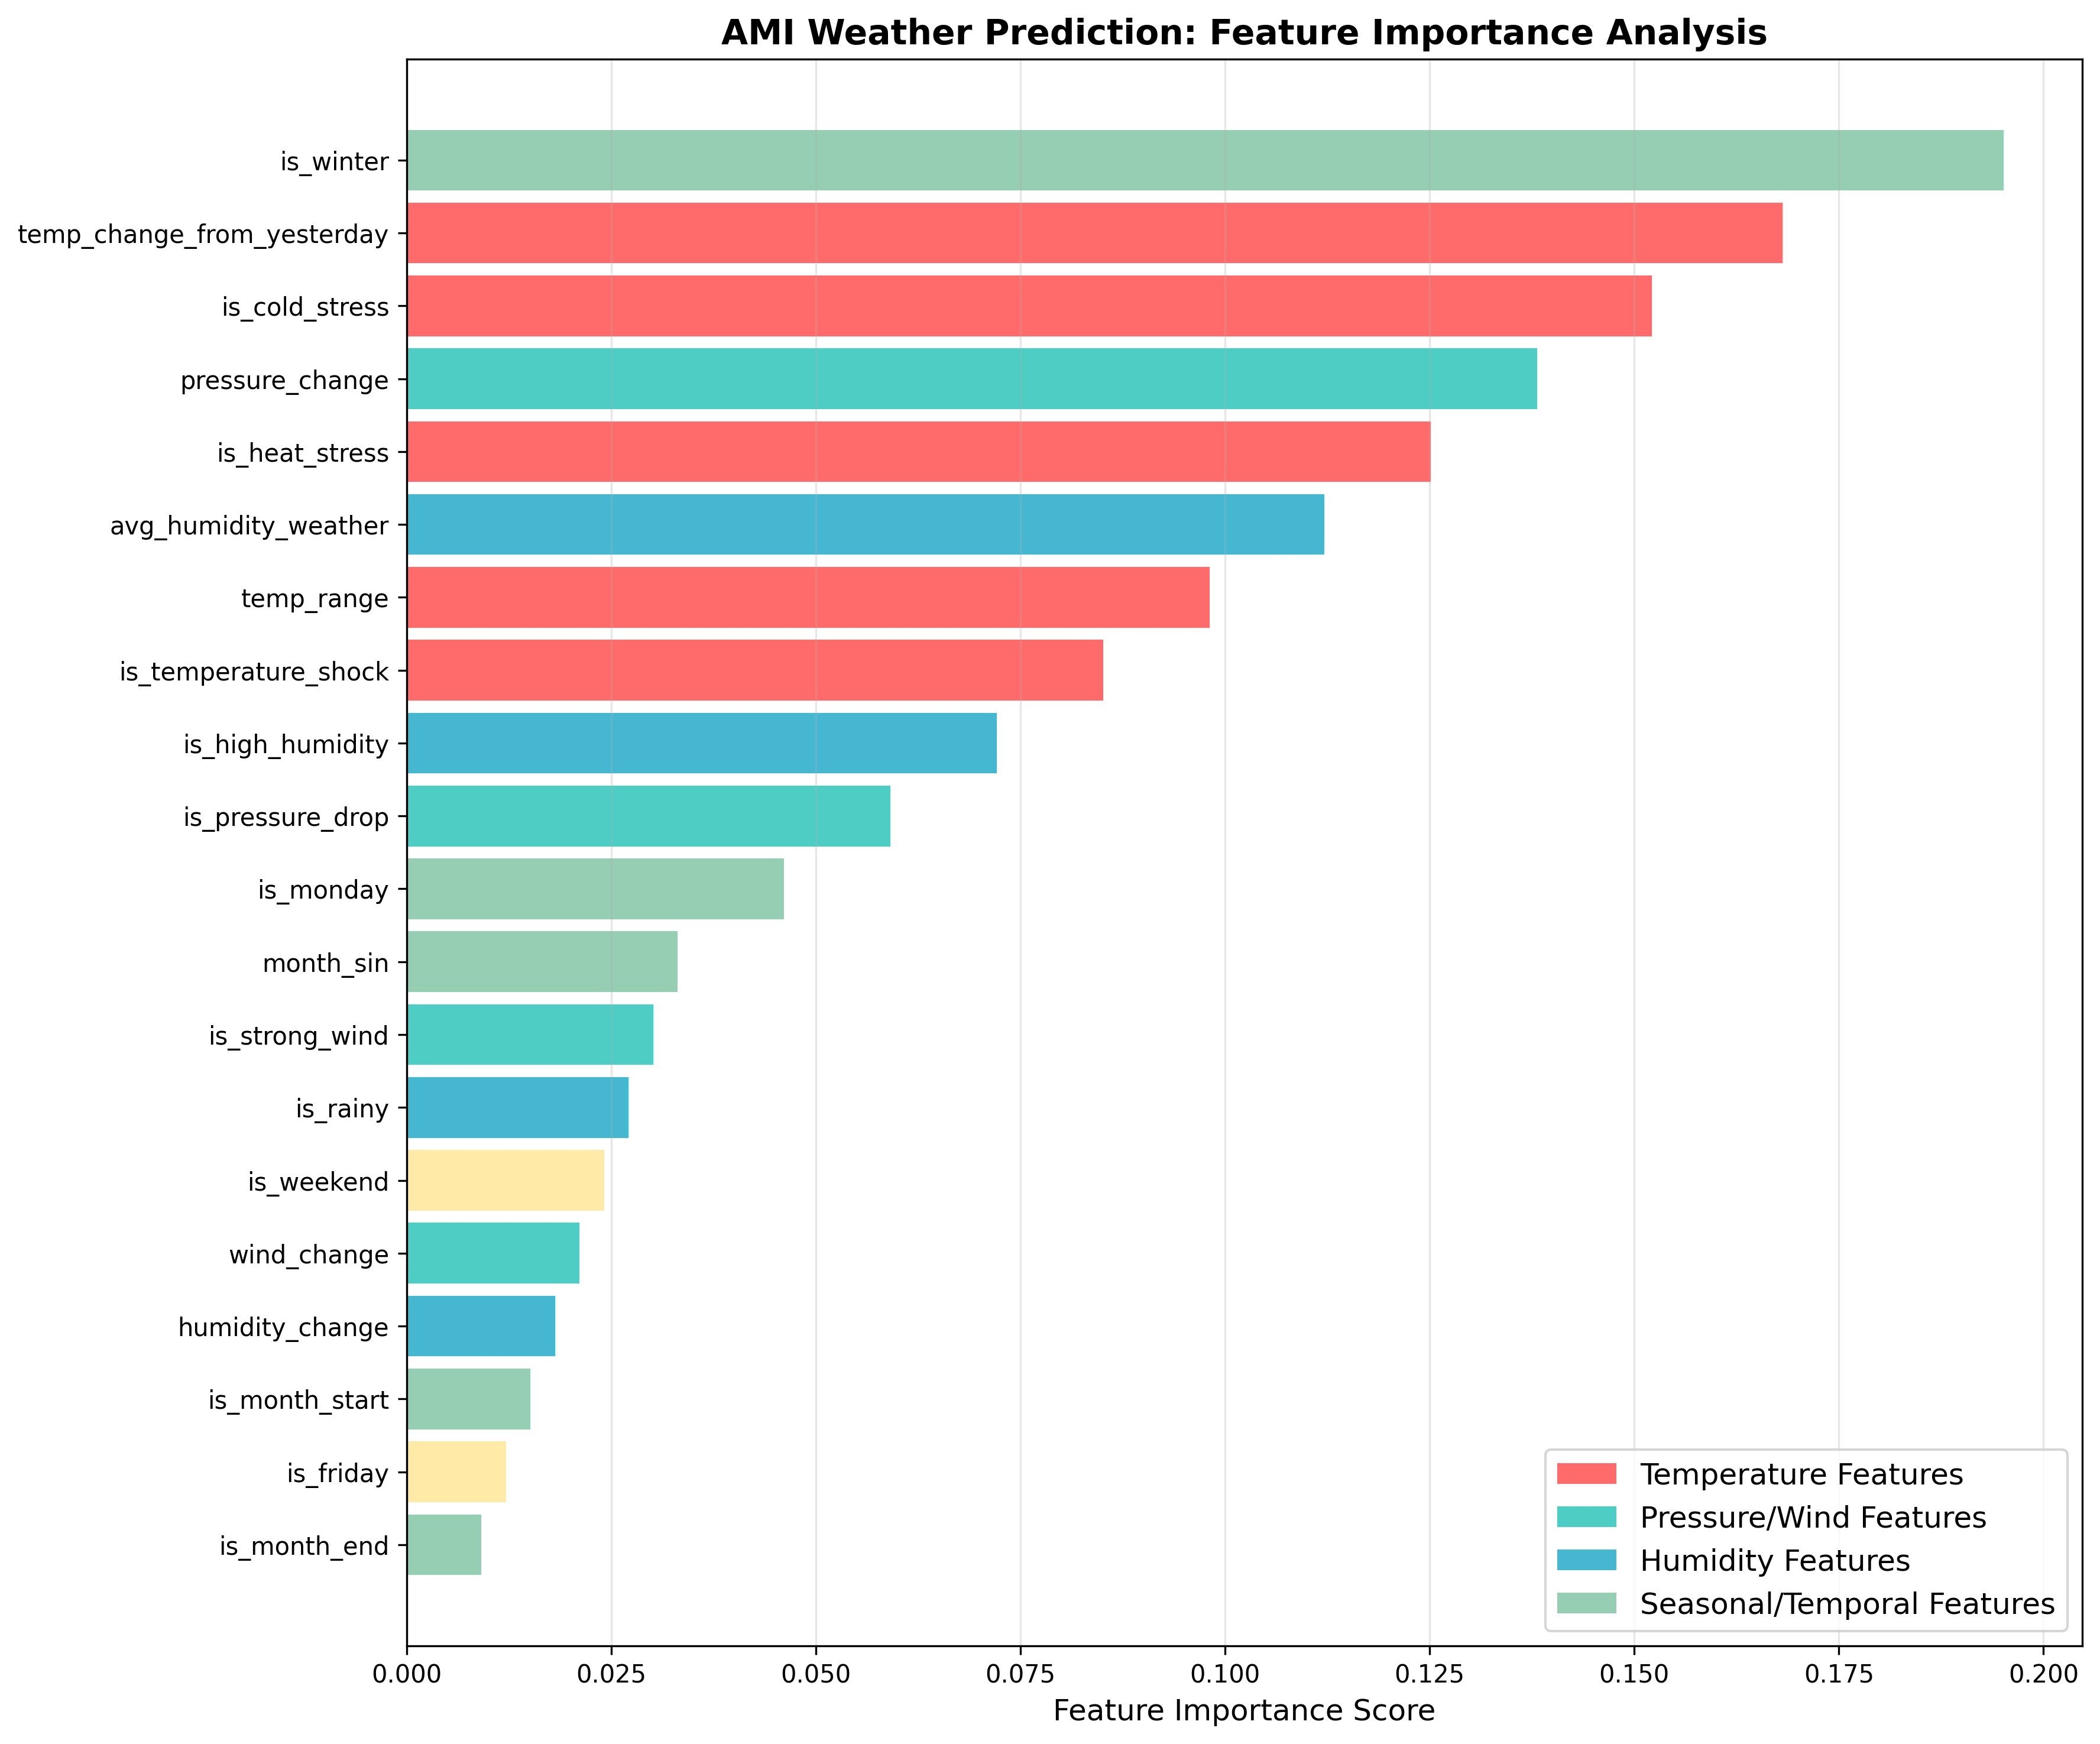 AMI Weather Prediction: Feature Importance Analysis
is_winter
temp_change_from_yesterday
is_cold_stress
pressure_change
is_heat_stress
avg_humidity_weather
temp_range
is_temperature_shock
is_high_humidity
is_pressure_drop
is_monday
month_sin
is_strong_wind
is_rainy
is_weekend
wind_change
humidity_change
is_month_start
is_friday
is_month_end
Temperature Features
Pressure/Wind Features
Humidity Features
Seasonal/Temporal Features
0.000 0.025 0.050 0.075 0.100 0.125 0.150 0.175 0.200
Feature Importance Score